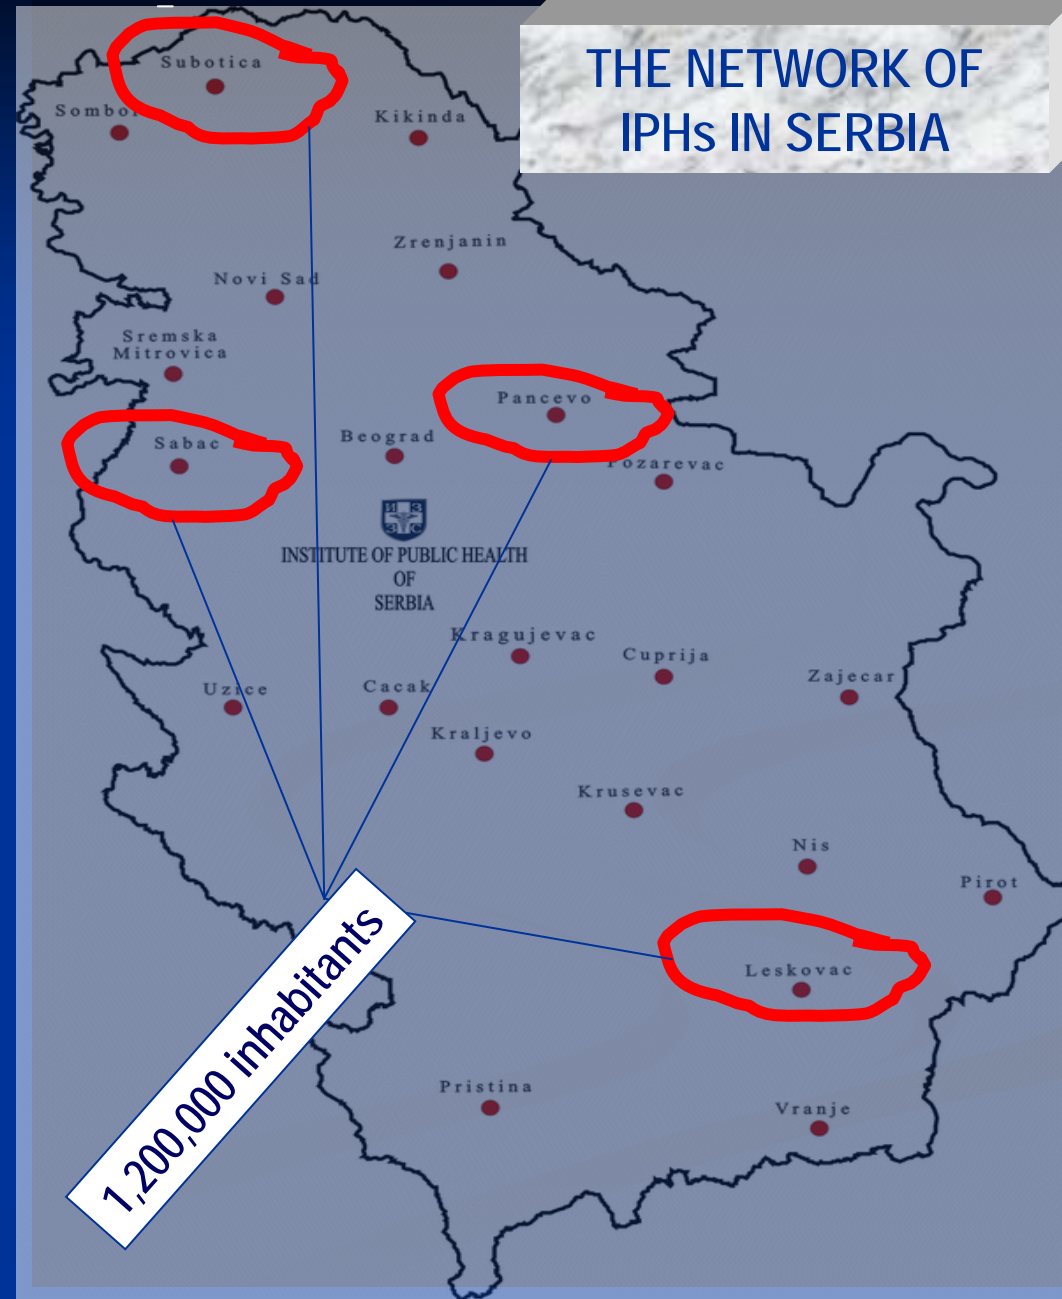 THE NETWORK OF
IPHs IN SERBIA
Subotica
Sombor
Kikinda
Zrenjanin
Novi Sad
Sremska
Mitrovica
Pancevo
Sabac
Beograd
Pozarevac
И З
З С
INSTITUTE OF PUBLIC HEALTH
OF
SERBIA
Kragujevac
Cuprija
Zajecar
Uzice
Cacak
Kraljevo
Krusevac
Nis
Pirot
1,200,000 inhabitants
Leskovac
Pristina
Vranje